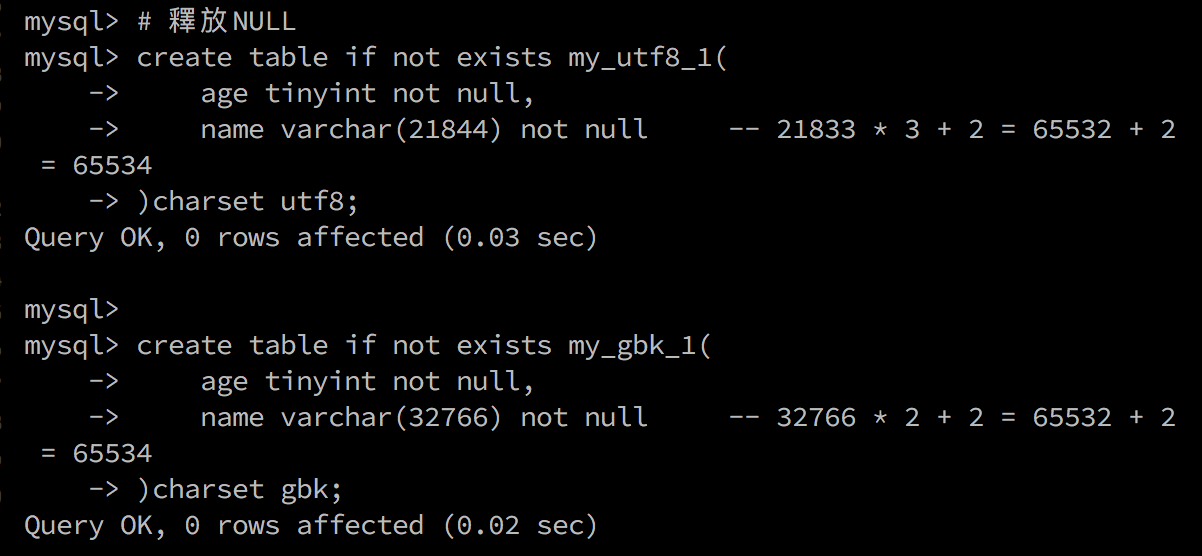 mysql> # 釋放NULL
mysql> create table if not exists my_utf8_1(
    ->     age tinyint not null,
    ->     name varchar(21844) not null     -- 21833 * 3 + 2 = 65532 + 2
 = 65534
    -> )charset utf8;
Query OK, 0 rows affected (0.03 sec)
mysql>
mysql> create table if not exists my_gbk_1(
    ->     age tinyint not null,
    ->     name varchar(32766) not null     -- 32766 * 2 + 2 = 65532 + 2
 = 65534
    -> )charset gbk;
Query OK, 0 rows affected (0.02 sec)